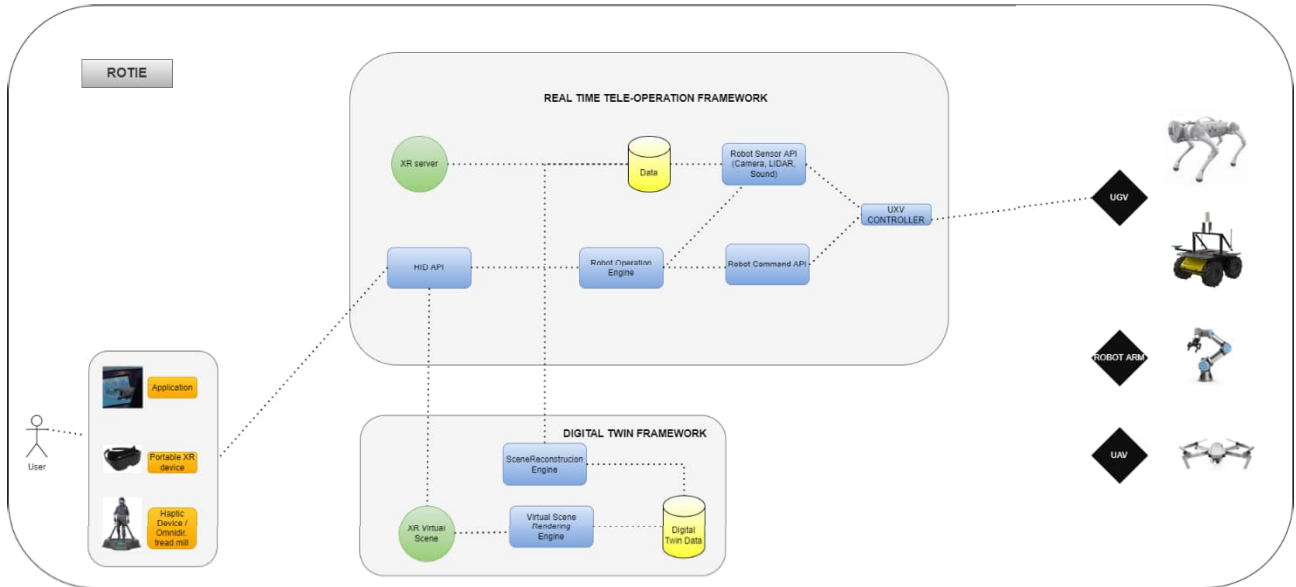 ROTIE
REAL TIME TELE-OPERATION FRAMEWORK
XR server
Data
Robot Sensor API
(Camera, LIDAR,
Sound)
UXV
CONTROLLER
HID API
Robot Operation
Engine
Robot Command API
UGV
ROBOT ARM
UAV
User
Application
Portable XR
device
Haptic
Device /
Omnidir.
tread mill
DIGITAL TWIN FRAMEWORK
SceneReconstrucion
Engine
XR Virtual
Scene
Virtual Scene
Rendering
Engine
Digital
Twin Data